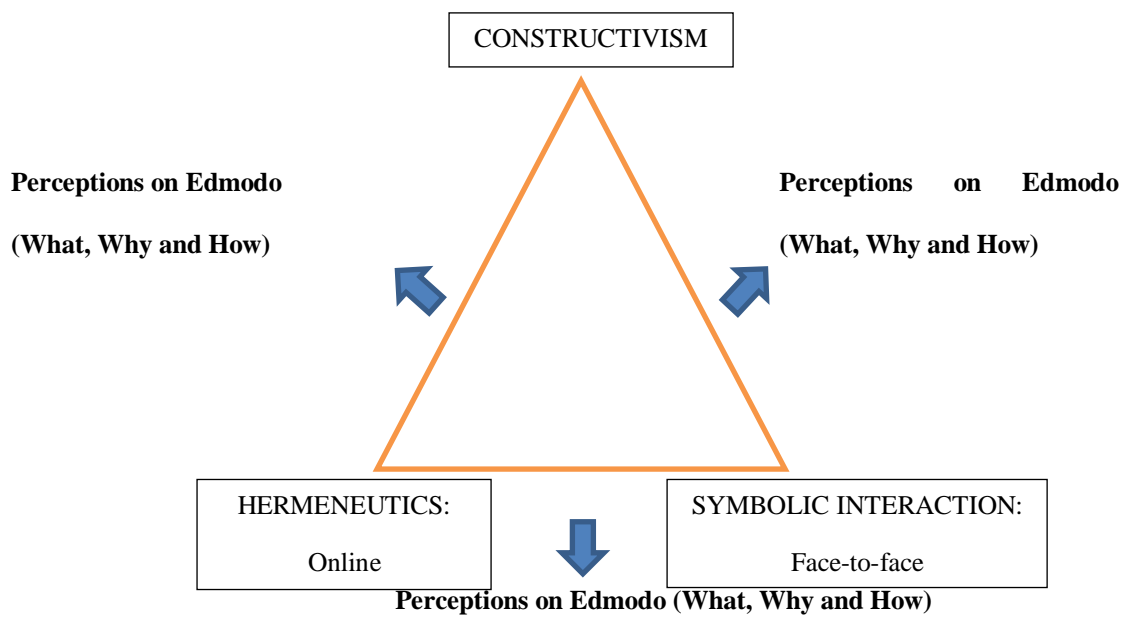 CONSTRUCTIVISM
Perceptions on Edmodo
(What, Why and How)
Perceptions on Edmodo
(What, Why and How)
HERMENEUTICS:
Online
SYMBOLIC INTERACTION:
Face-to-face
Perceptions on Edmodo (What, Why and How)